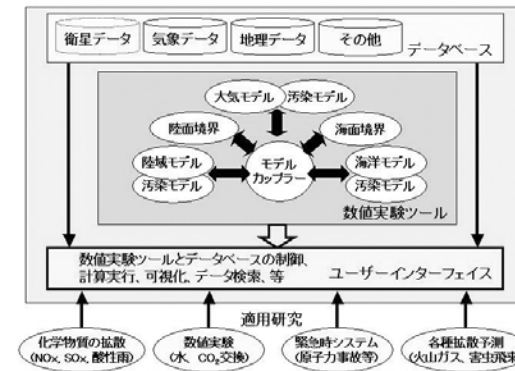 衛星データ 気象データ 地理データ その他
データベース
大気モデル 汚染モデル
陸面境界 海面境界
モデル
カップラー
陸域モデル 海洋モデル
汚染モデル 汚染モデル
数値実験ツール
数値実験ツールとデータベースの制御、
計算実行、可視化、データ検索、等
ユーザーインターフェイス
適用研究
化学物質の拡散
(NOx, SOx, 酸性雨)
数値実験
(水、CO₂交換)
緊急時システム
(原子力事故等)
各種拡散予測
(火山ガス、害虫飛来)